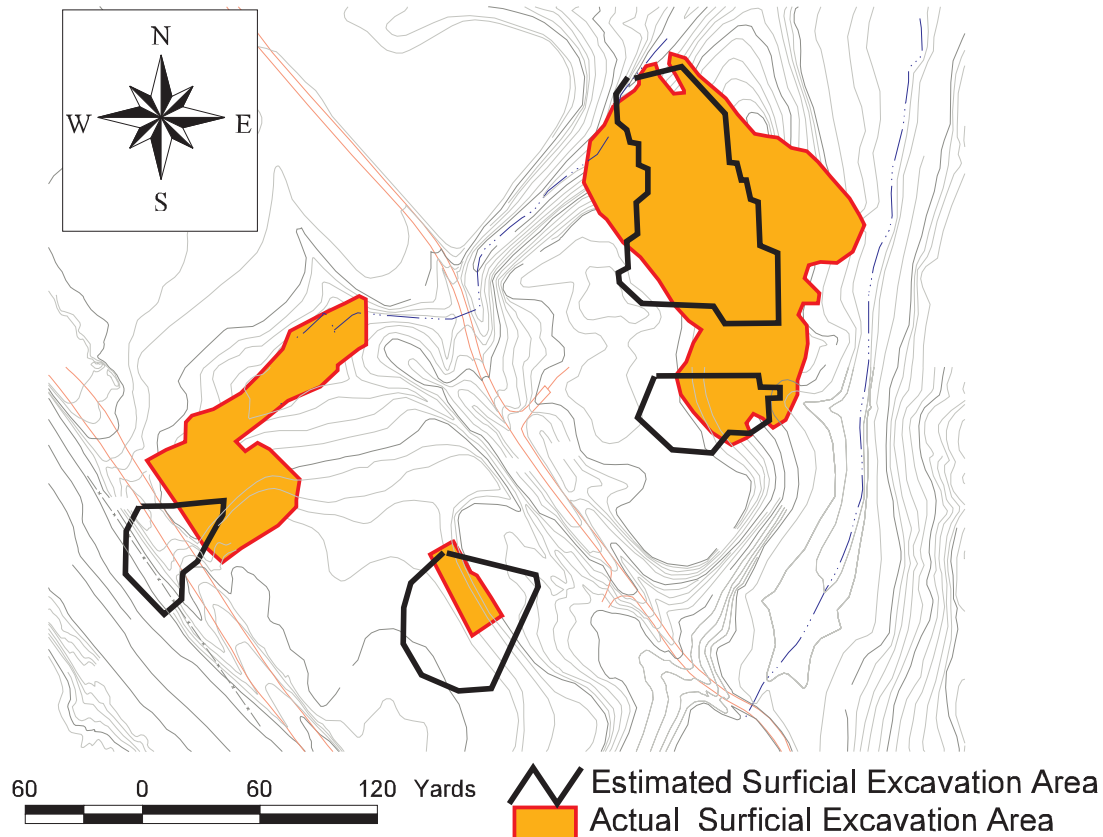 N
W E
S
60 0 60 120 Yards
Estimated Surficial Excavation Area
Actual Surficial Excavation Area